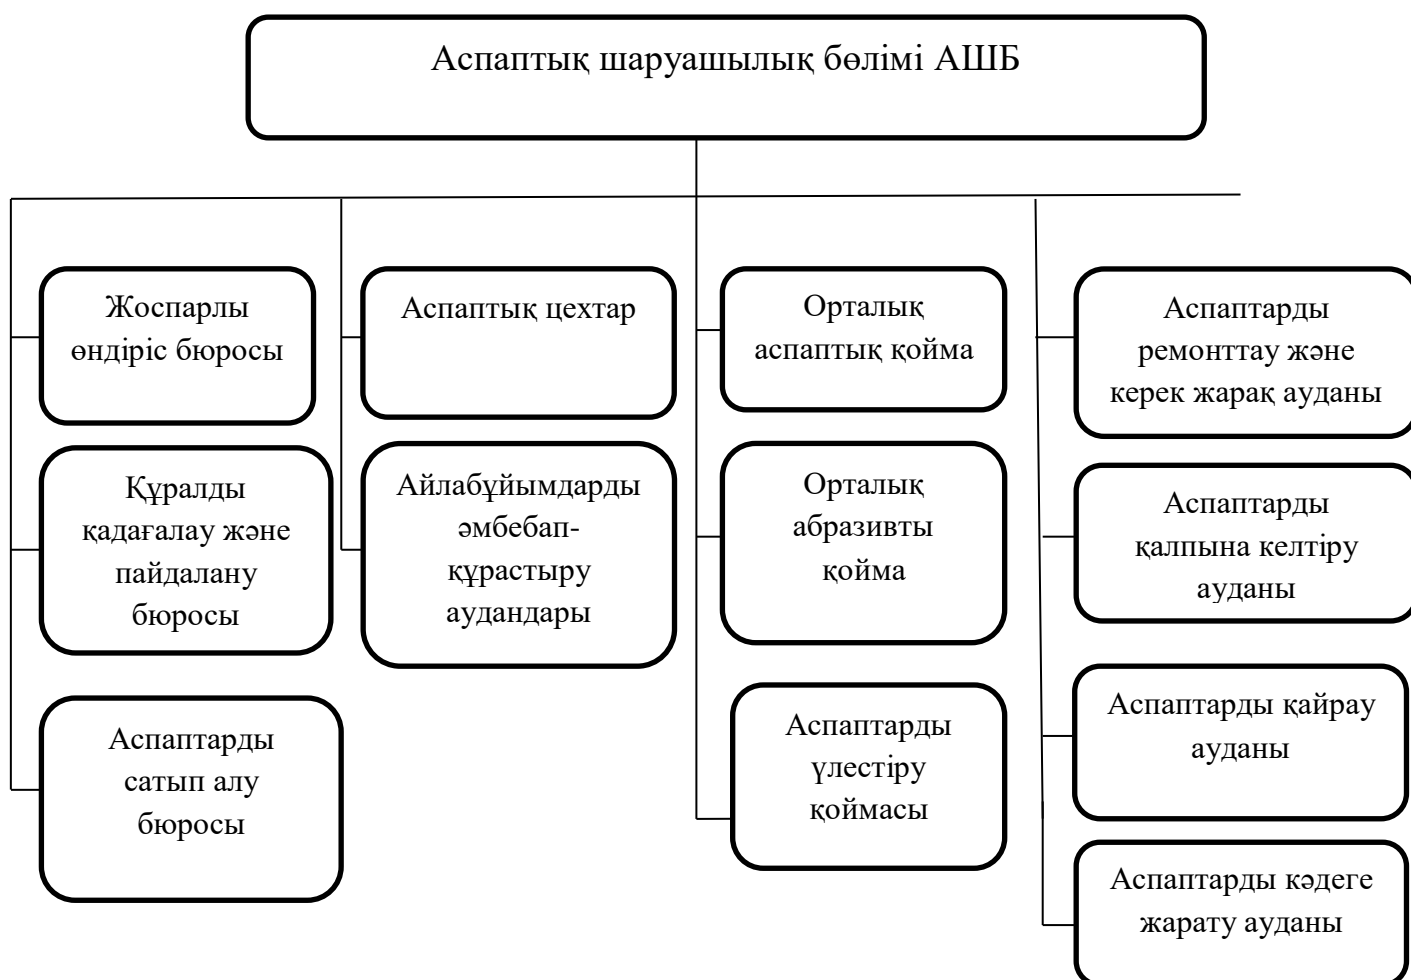 Аспаптық шаруашылық бөлімі АШБ
Жоспарлы
өндіріс бюросы
Құралды
қадағалау және
пайдалану
бюросы
Аспаптарды
сатып алу
бюросы
Аспаптық цехтар
Айлабұйымдарды
әмбебап-
құрастыру
аудандары
Орталық
аспаптық қойма
Орталық
абразивты
қойма
Аспаптарды
үлестіру
қоймасы
Аспаптарды
ремонттау және
керек жарақ ауданы
Аспаптарды
қалпына келтіру
ауданы
Аспаптарды қайрау
ауданы
Аспаптарды кәдеге
жарату ауданы